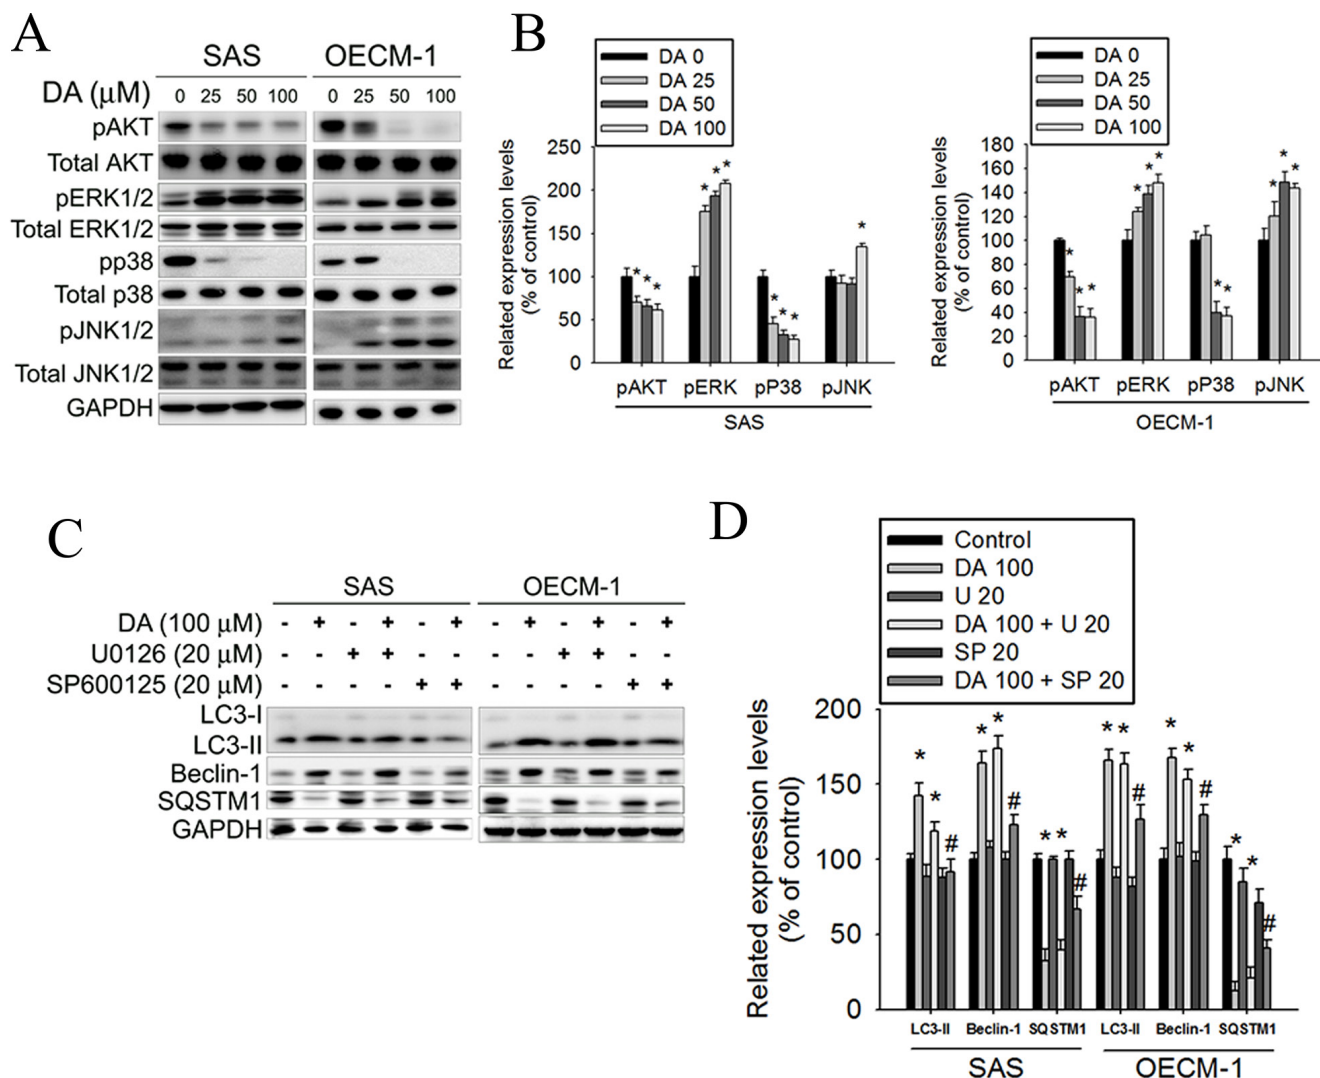 A
SAS OECM-1
DA (μM) 0 25 50 100 0 25 50 100
pAKT
Total AKT
pERK1/2
Total ERK1/2
pp38
Total p38
pJNK1/2
Total JNK1/2
GAPDH
B
DA 0
DA 25
DA 50
DA 100
Related expression levels
(% of control)
250
200
150
100
50
0
* * * * * * * * * *
pAKT pERK pP38 pJNK
SAS
DA 0
DA 25
DA 50
DA 100
Related expression levels
(% of control)
180
160
140
120
100
80
60
40
20
0
* * * * * * * * * * *
pAKT pERK pP38 pJNK
OECM-1
C
SAS OECM-1
DA (100 μM) - + - + - + - + - + - +
U0126 (20 μM) - - + + - - - - + + - -
SP600125 (20 μM) - - - - + + - - - - + +
LC3-I
LC3-II
Beclin-1
SQSTM1
GAPDH
D
Control
DA 100
U 20
DA 100 + U 20
SP 20
DA 100 + SP 20
Related expression levels
(% of control)
200
150
100
50
0
* * # * * # * * # * * # * * # * * #
LC3-II Beclin-1 SQSTM1 LC3-II Beclin-1 SQSTM1
SAS OECM-1